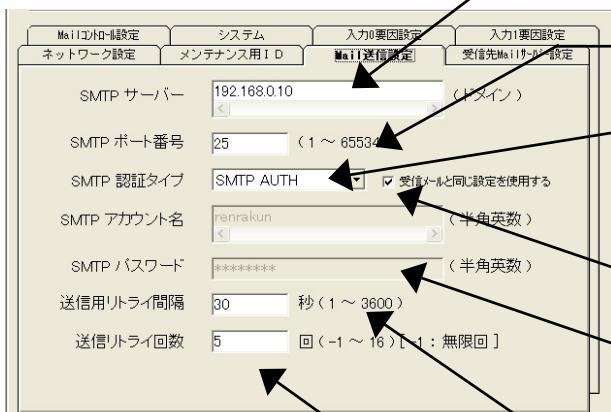 Mailｺﾝﾄﾛｰﾙ設定 システム 入力0要因設定 入力1要因設定
ネットワーク設定 メンテナンス用ID Mail送信設定 受信先Mailｻｰﾊﾞｰ設定
SMTP サーバー 192.168.0.10 (ドメイン)
SMTP ポート番号 25 (1 ～ 65534
SMTP 認証タイプ SMTP AUTH 受信ﾒｰﾙと同じ設定を使用する
SMTP アカウント名 renrakun (半角英数)
SMTP パスワード ******** (半角英数)
送信用リトライ間隔 30 秒(1 ～ 3600)
送信リトライ回数 5 回(-1 ～ 16)[-1:無限回]